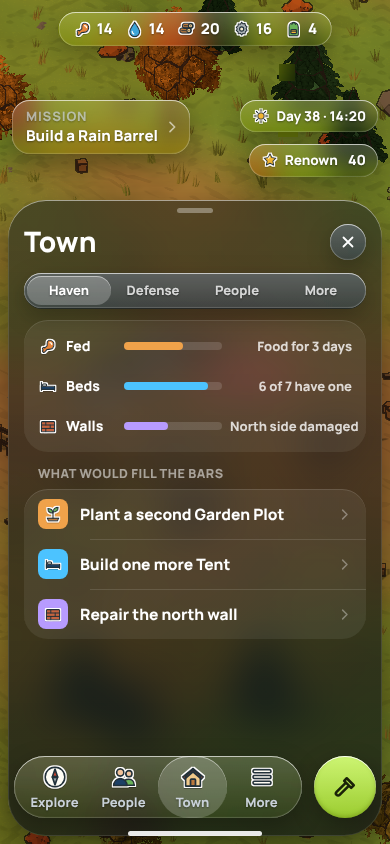 14 14 20 16 4
MISSION
Build a Rain Barrel
Day 38 · 14:20
Renown 40
Town
Haven Defense People More
Fed Food for 3 days
Beds 6 of 7 have one
Walls North side damaged
WHAT WOULD FILL THE BARS
Plant a second Garden Plot
Build one more Tent
Repair the north wall
Explore People Town More